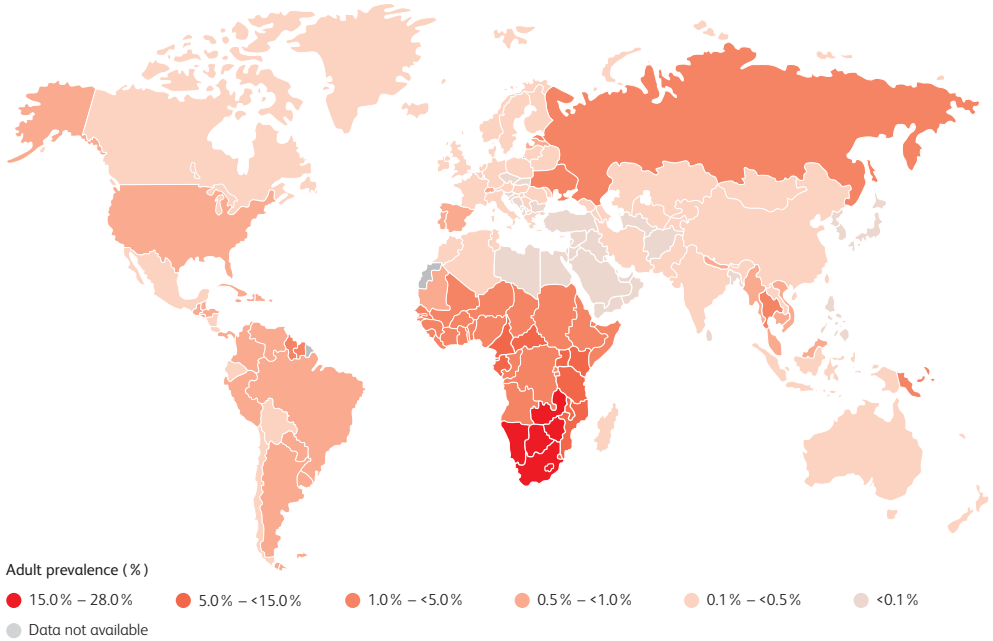 Adult prevalence (%)
15.0% – 28.0% 5.0% – <15.0% 1.0% – <5.0% 0.5% – <1.0% 0.1% – <0.5% <0.1%
Data not available